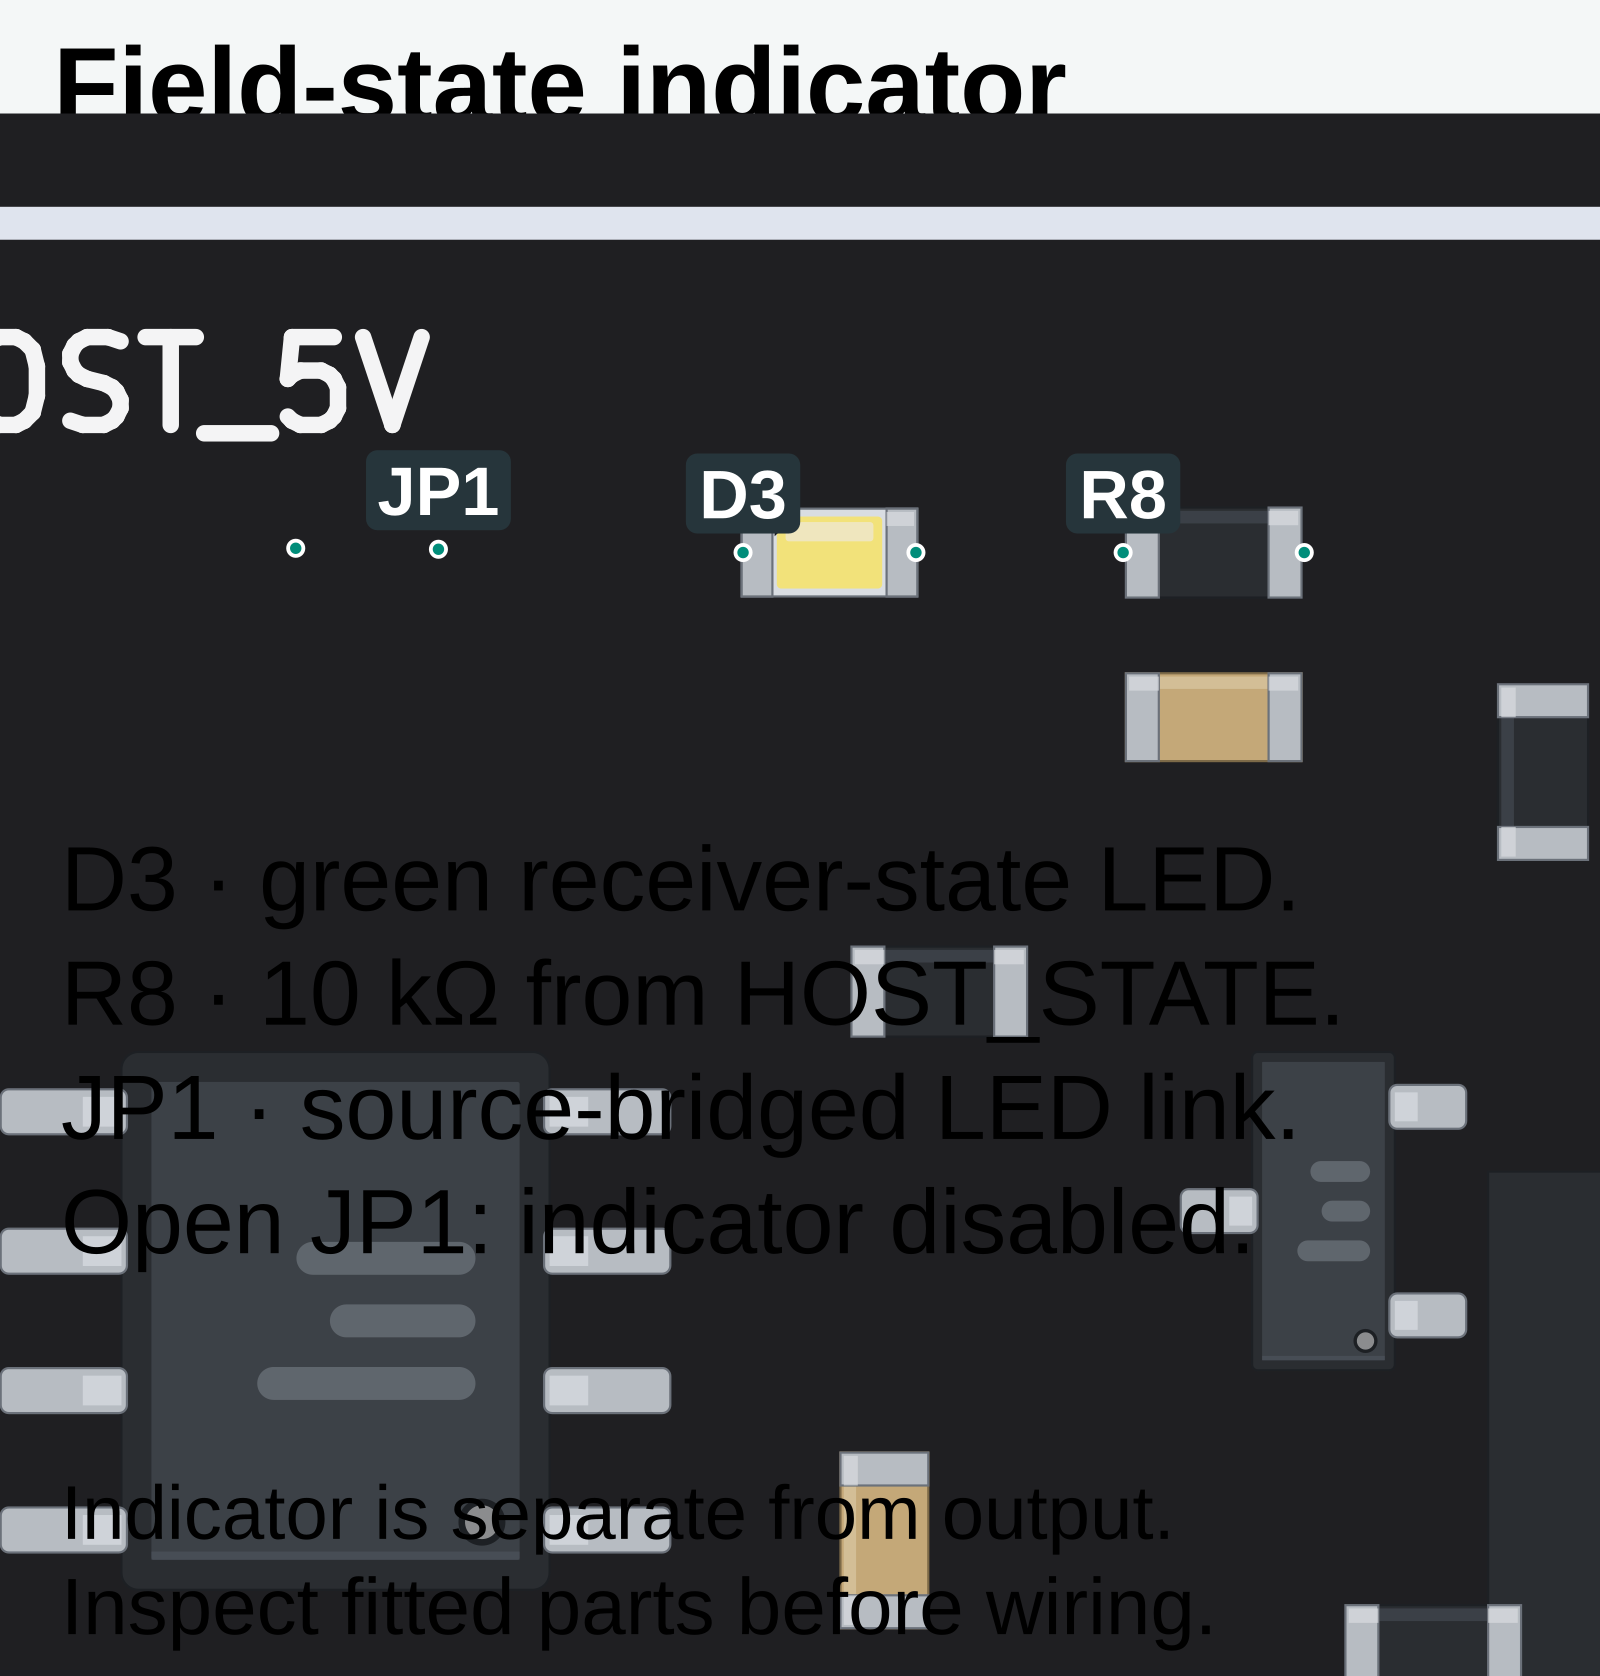 Field-state indicator
OST_5V
JP1
D3
R8
D3 · green receiver-state LED.
R8 · 10 kΩ from HOST_STATE.
JP1 · source-bridged LED link.
Open JP1: indicator disabled.
Indicator is separate from output.
Inspect fitted parts before wiring.